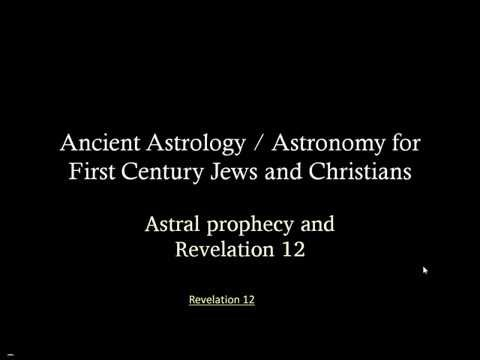 Ancient Astrology / Astronomy for
First Century Jews and Christians
Astral prophecy and
Revelation 12
Revelation 12